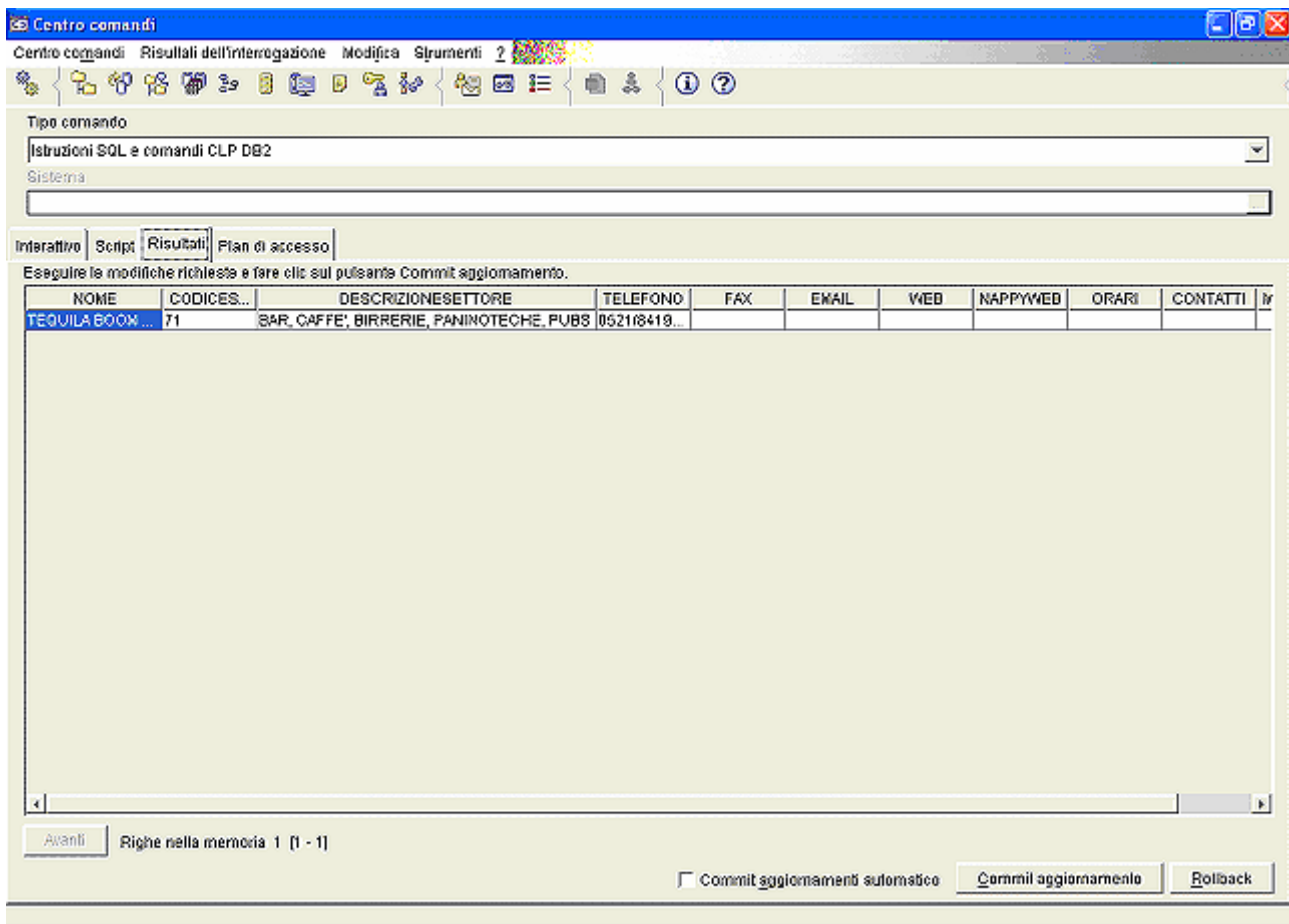 Centro comandi
Centro comandi Risultati dell'interrogazione Modifica Strumenti ?
Tipo comando
Istruzioni SQL e comandi CLP DB2
Sistema
Interattivo Script Risultati Plan di accesso
Eseguire le modifiche richieste e fare clic sul pulsante Commit aggiornamento.
NOME CODICES... DESCRIZIONESETTORE TELEFONO FAX EMAIL WEB NAPPYWEB ORARI CONTATTI
TEQUILA BOOM ... 71 BAR, CAFFE', BIRRERIE, PANINOTECHE, PUBS 0521/8419...
Avanti Righe nella memoria 1 [1 - 1]
Commit aggiornamenti automatico Commit aggiornamento Rollback